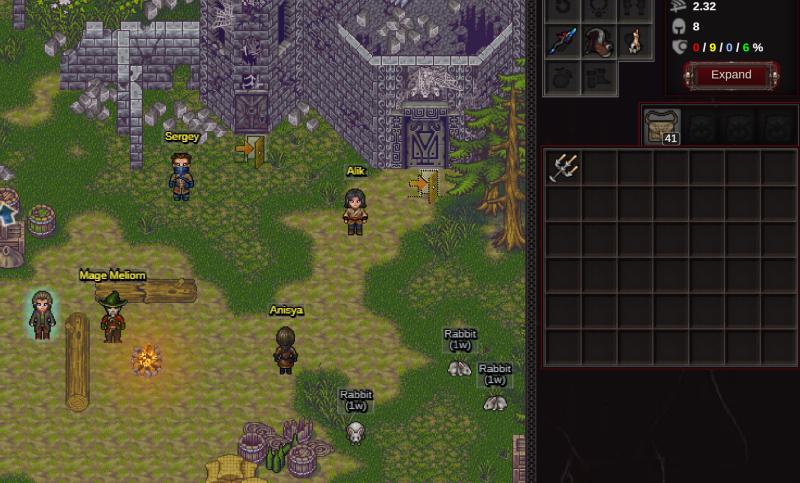 2.32
8
0 / 9 / 0 / 6 %
Expand
41
Sergey
Alik
Mage Meliorn
Anisya
Rabbit
(1w)
Rabbit
(1w)
Rabbit
(1w)